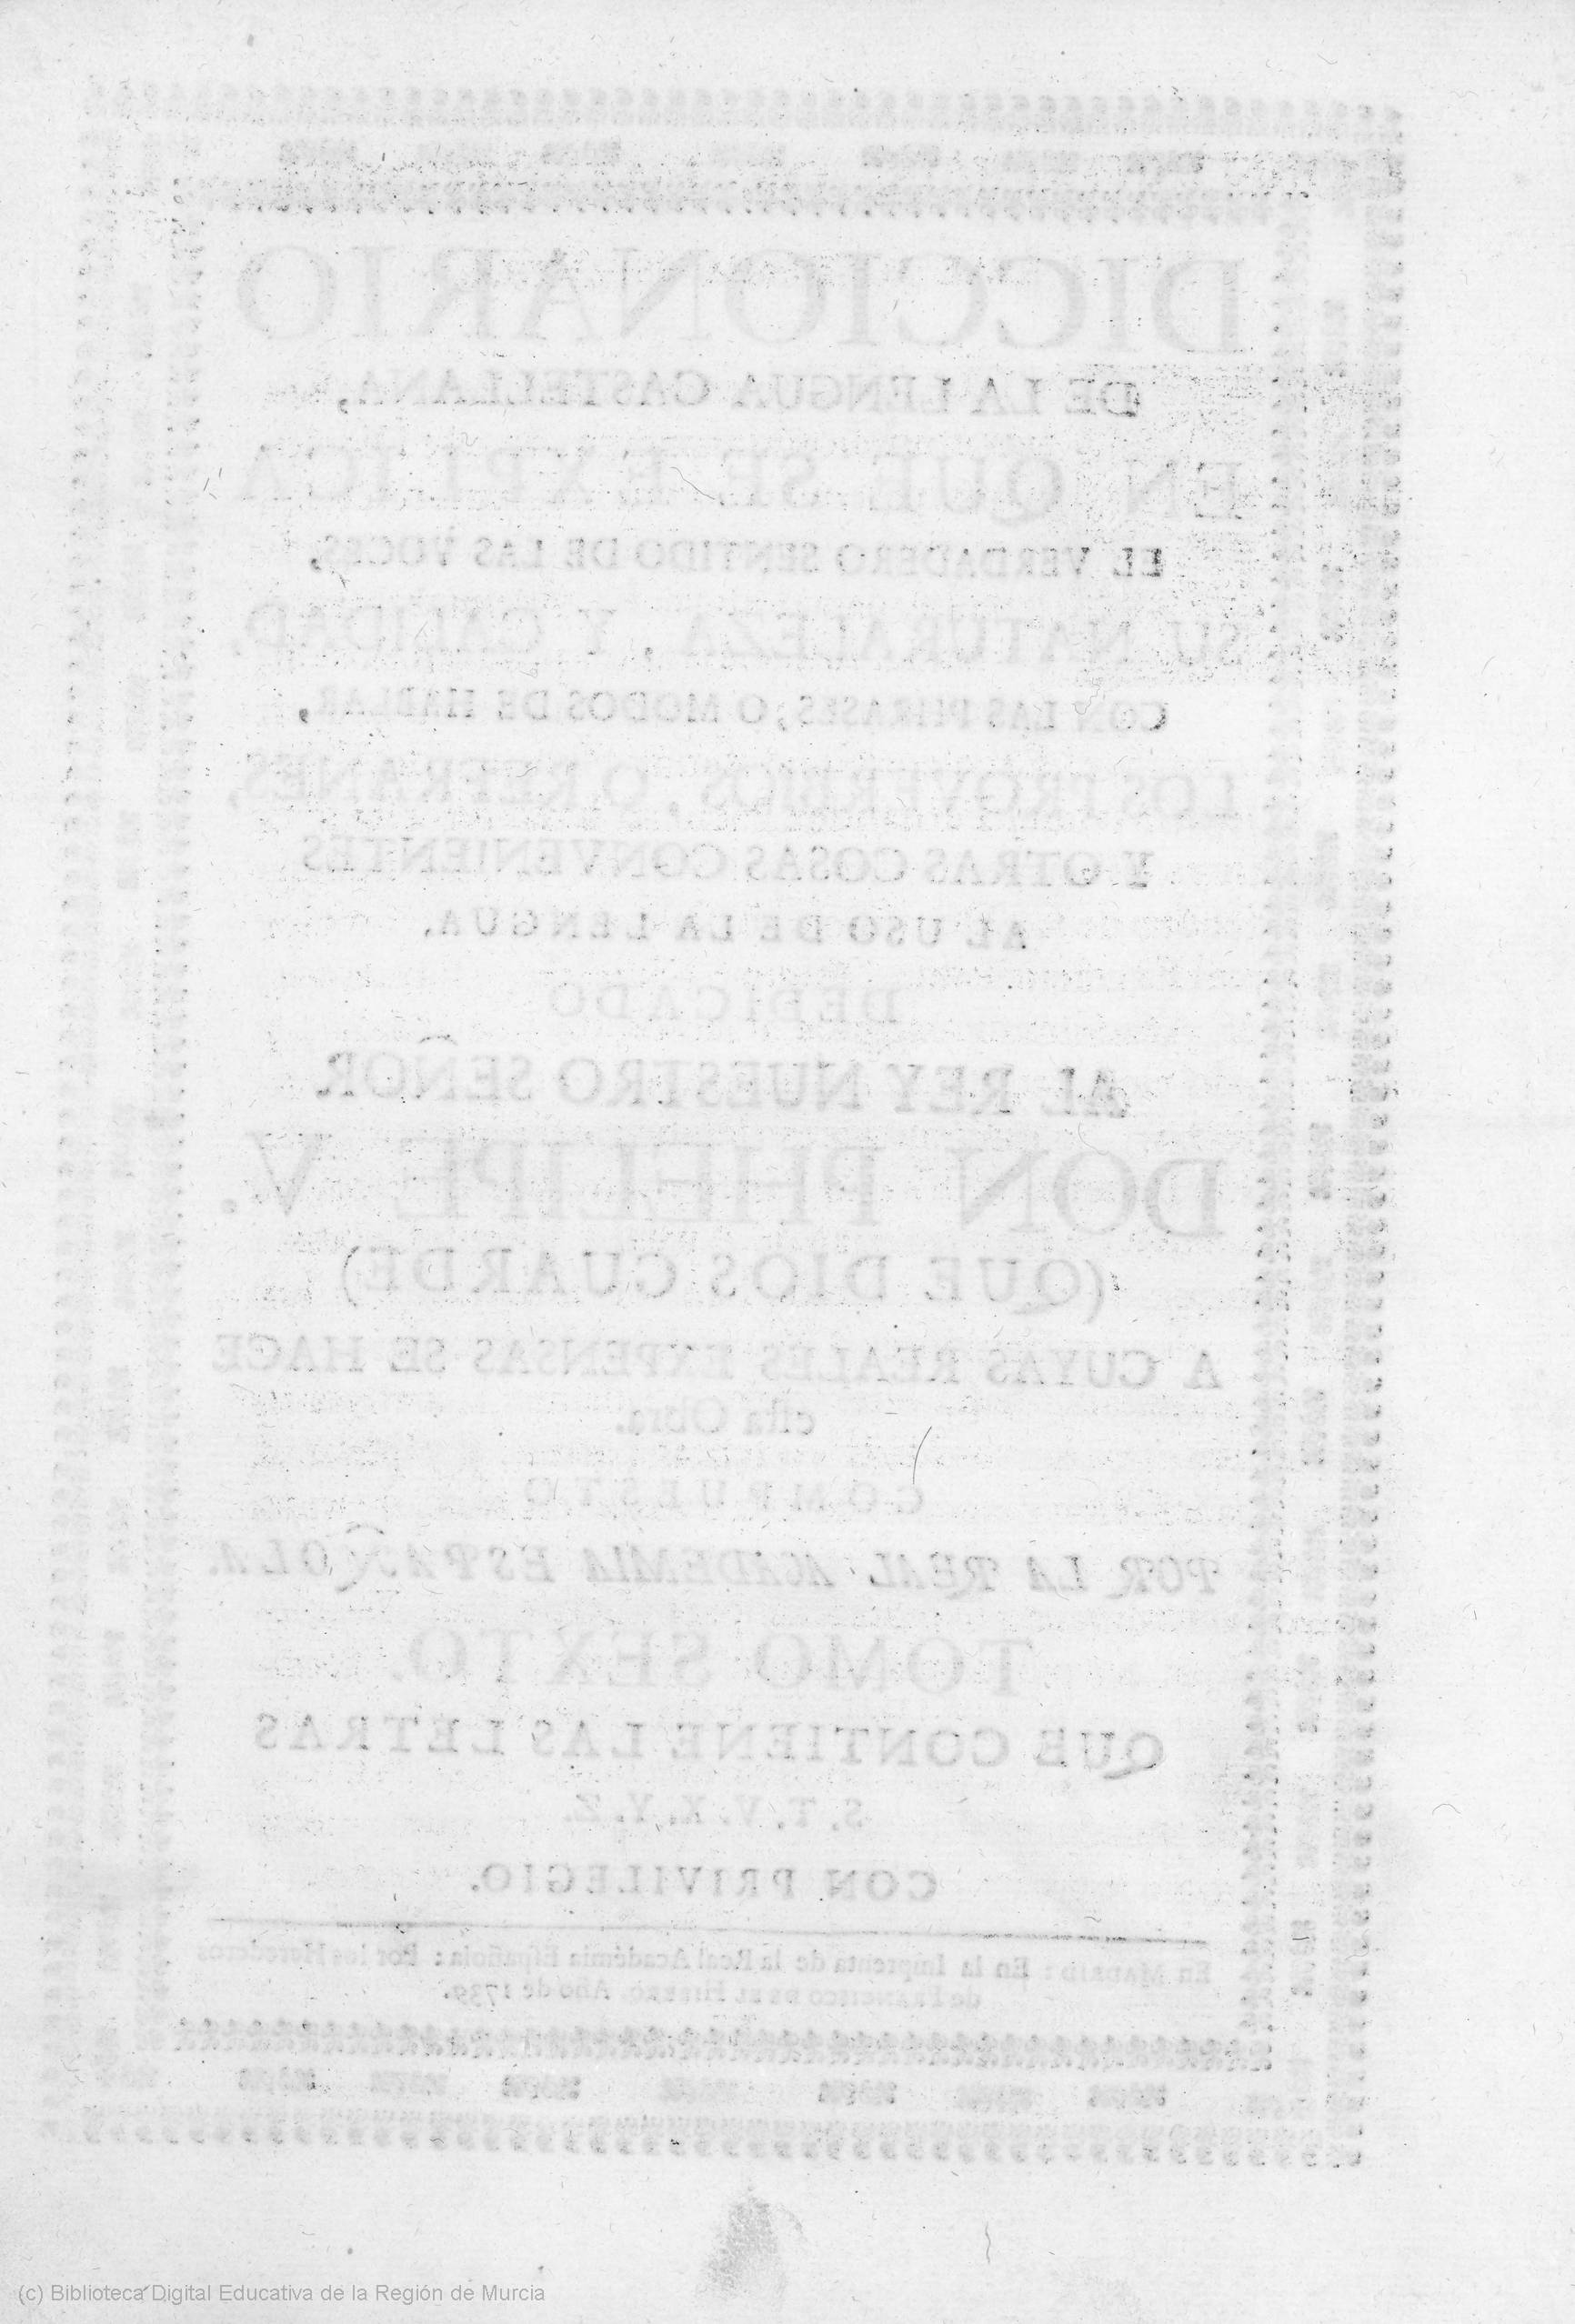 DICCIONARIO
DE LA LENGUA CASTELLANA,
EN QUE SE EXPLICA
EL VERDADERO SENTIDO DE LAS VOCES,
SU NATURALEZA, Y CALIDAD,
CON LAS PHRASES, O MODOS DE HABLAR,
LOS PROVERBIOS, O REFRANES,
Y OTRAS COSAS CONVENIENTES
AL USO DE LA LENGUA.
DEDICADO
AL REY NUESTRO SEÑOR
DON PHELIPE V.
(QUE DIOS GUARDE)
A CUYAS REALES EXPENSAS SE HACE
esta Obra.
COMPUESTO
POR LA REAL ACADEMIA ESPAÑOLA.
TOMO SEXTO.
QUE CONTIENE LAS LETRAS
S. T. V. X. Y. Z.
CON PRIVILEGIO.
En MADRID: En la Imprenta de la Real Académia Españóla: Por los Herederos
de FRANCISCO DEL HIERRO. Año de 1739.
(c) Biblioteca Digital Educativa de la Región de Murcia